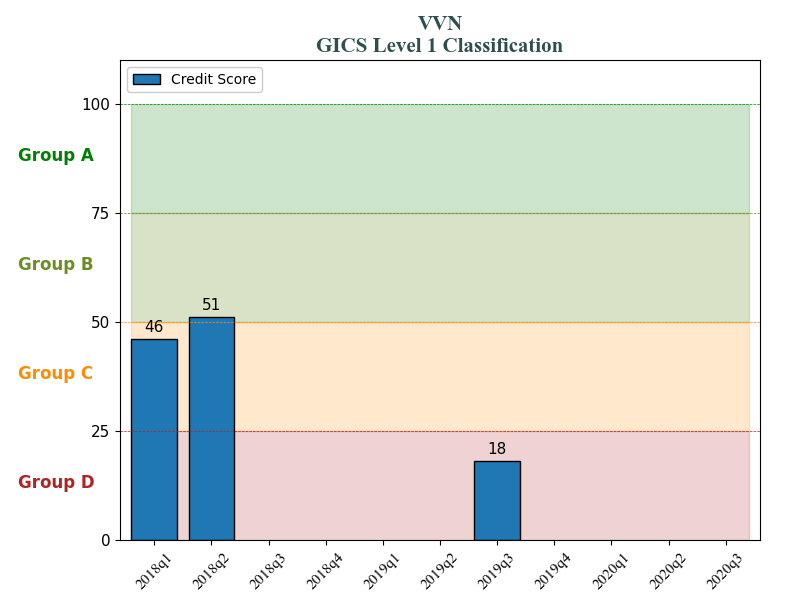 VVN
GICS Level 1 Classification
Credit Score
100
Group A
75
Group B
51
50
46
Group C
25
18
Group D
0
2018q1 2018q2 2018q3 2018q4 2019q1 2019q2 2019q3 2019q4 2020q1 2020q2 2020q3